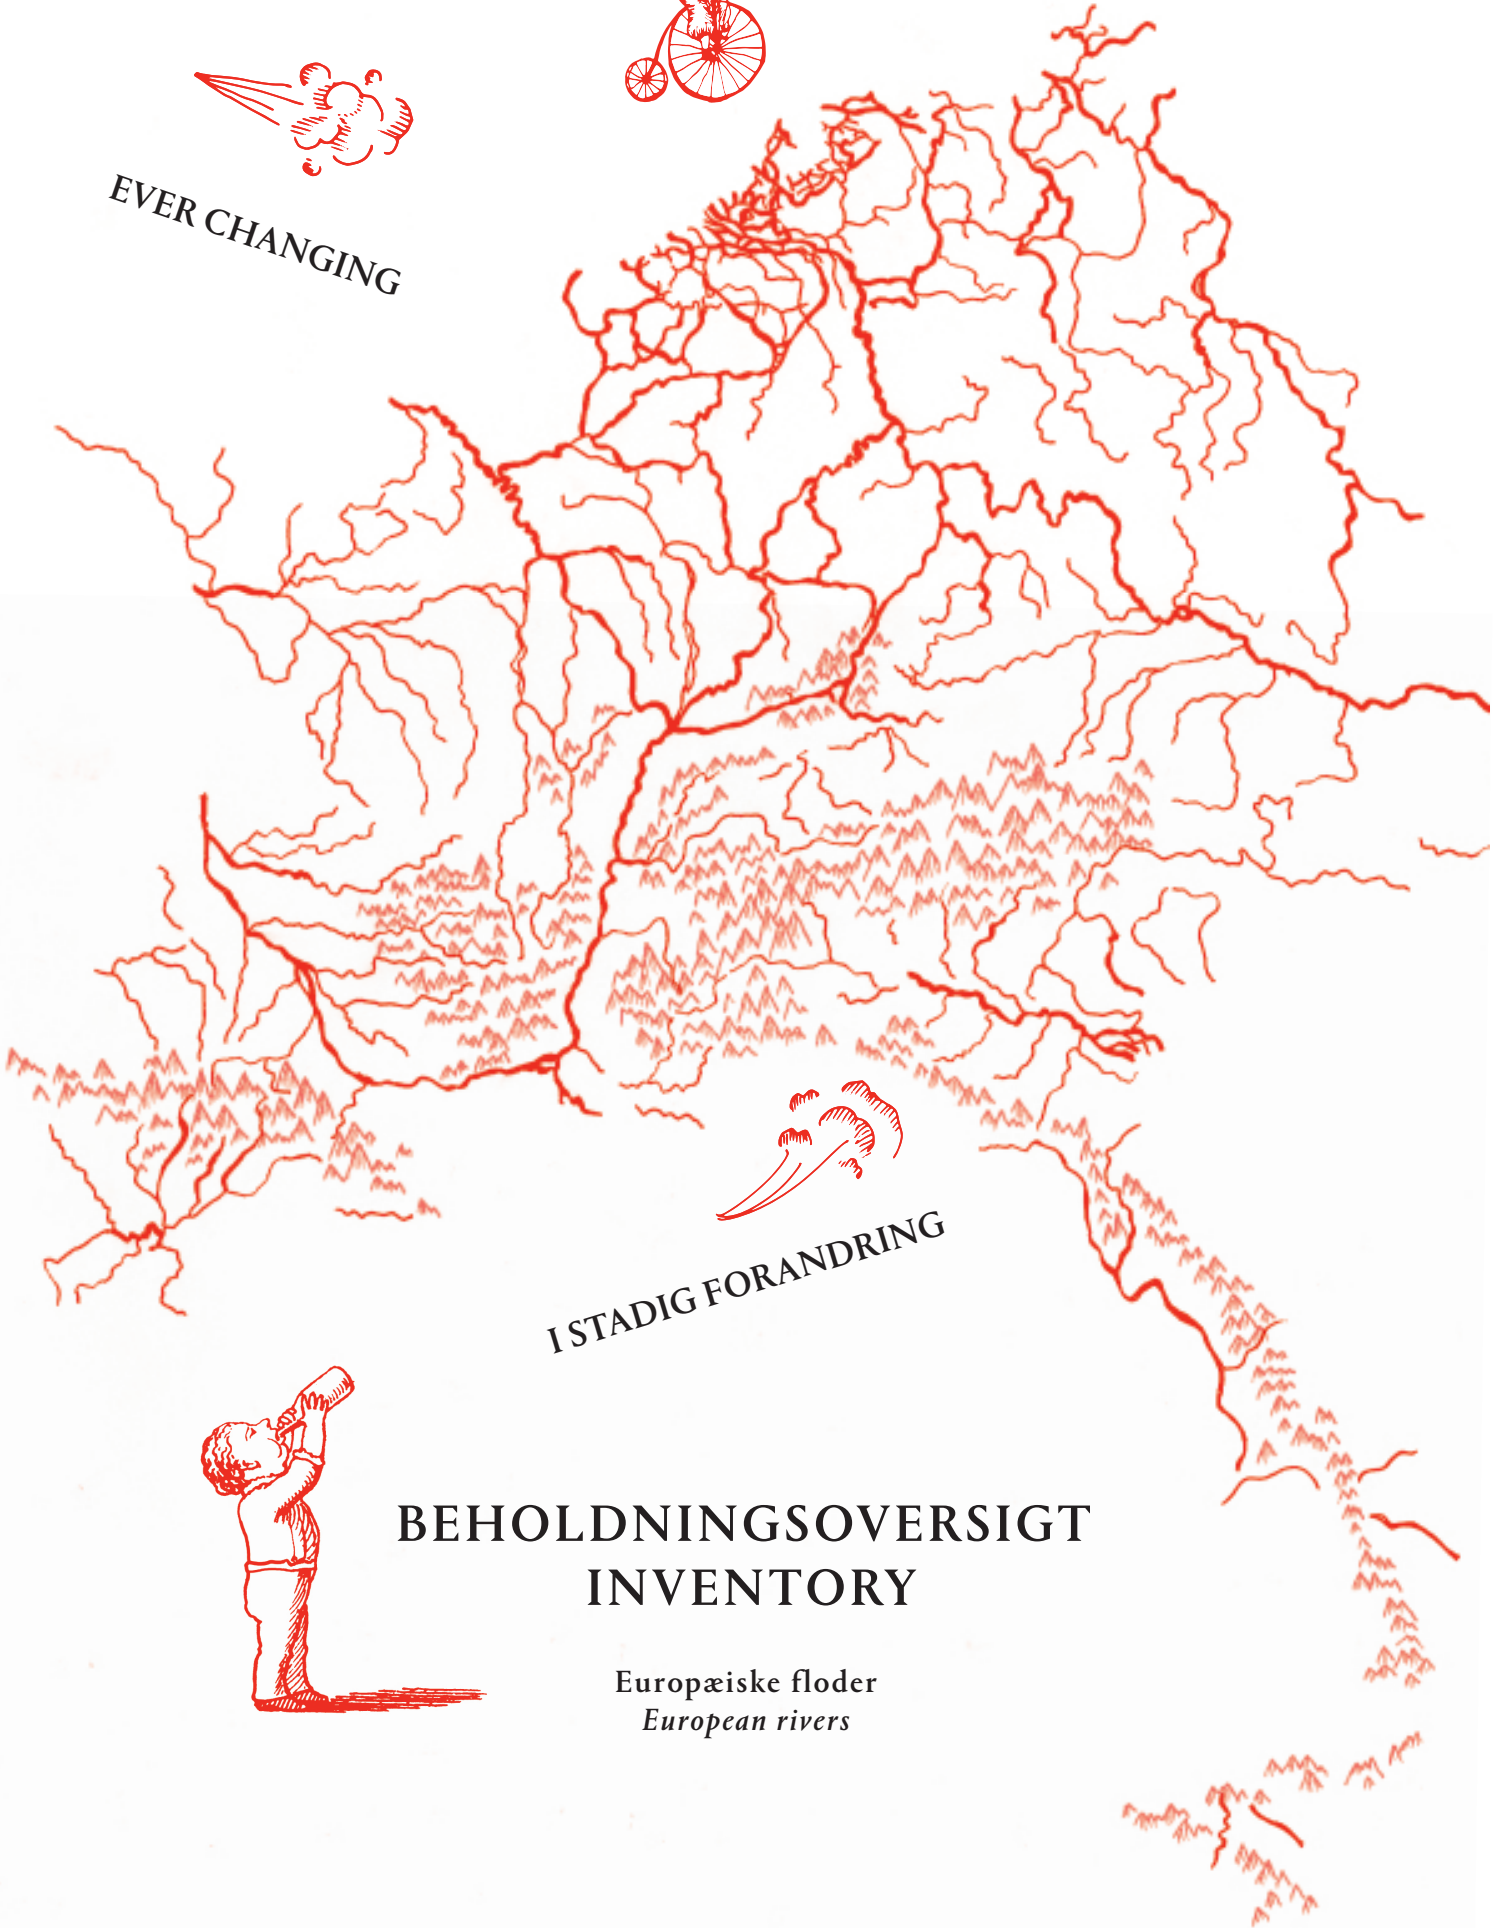 EVER CHANGING
I STADIG FORANDRING
BEHOLDNINGSOVERSIGT
INVENTORY
Europæiske floder
European rivers